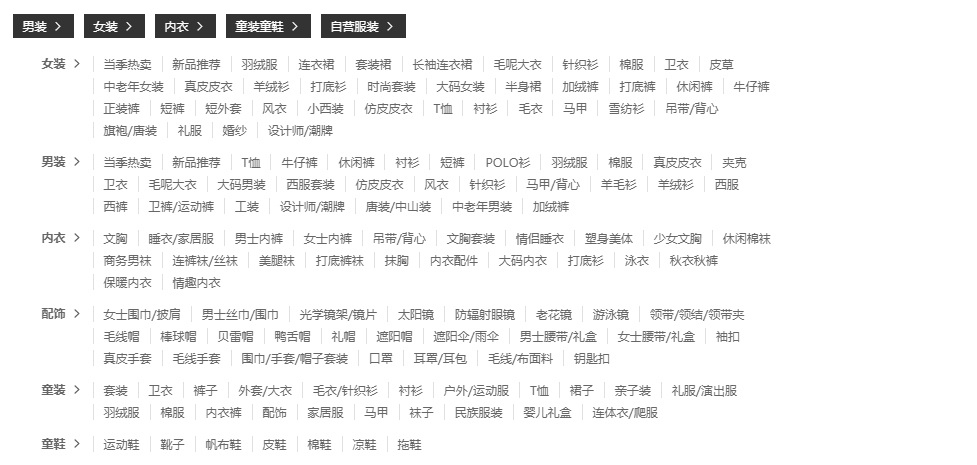 男装 > 女装 > 内衣 > 童装童鞋 > 自营服装 >
女装 > 当季热卖 新品推荐 羽绒服 连衣裙 套装裙 长袖连衣裙 毛呢大衣 针织衫 棉服 卫衣 皮草
中老年女装 真皮皮衣 羊绒衫 打底衫 时尚套装 大码女装 半身裙 加绒裤 打底裤 休闲裤 牛仔裤
正装裤 短裤 短外套 风衣 小西装 仿皮皮衣 T恤 衬衫 毛衣 马甲 雪纺衫 吊带/背心
旗袍/唐装 礼服 婚纱 设计师/潮牌
男装 > 当季热卖 新品推荐 T恤 牛仔裤 休闲裤 衬衫 短裤 POLO衫 羽绒服 棉服 真皮皮衣 夹克
卫衣 毛呢大衣 大码男装 西服套装 仿皮皮衣 风衣 针织衫 马甲/背心 羊毛衫 羊绒衫 西服
西裤 卫裤/运动裤 工装 设计师/潮牌 唐装/中山装 中老年男装 加绒裤
内衣 > 文胸 睡衣/家居服 男士内裤 女士内裤 吊带/背心 文胸套装 情侣睡衣 塑身美体 少女文胸 休闲棉袜
商务男袜 连裤袜/丝袜 美腿袜 打底裤袜 抹胸 内衣配件 大码内衣 打底衫 泳衣 秋衣秋裤
保暖内衣 情趣内衣
配饰 > 女士围巾/披肩 男士丝巾/围巾 光学镜架/镜片 太阳镜 防辐射眼镜 老花镜 游泳镜 领带/领结/领带夹
毛线帽 棒球帽 贝雷帽 鸭舌帽 礼帽 遮阳帽 遮阳伞/雨伞 男士腰带/礼盒 女士腰带/礼盒 袖扣
真皮手套 毛线手套 围巾/手套/帽子套装 口罩 耳罩/耳包 毛线/布面料 钥匙扣
童装 > 套装 卫衣 裤子 外套/大衣 毛衣/针织衫 衬衫 户外/运动服 T恤 裙子 亲子装 礼服/演出服
羽绒服 棉服 内衣裤 配饰 家居服 马甲 袜子 民族服装 婴儿礼盒 连体衣/爬服
童鞋 > 运动鞋 靴子 帆布鞋 皮鞋 棉鞋 凉鞋 拖鞋